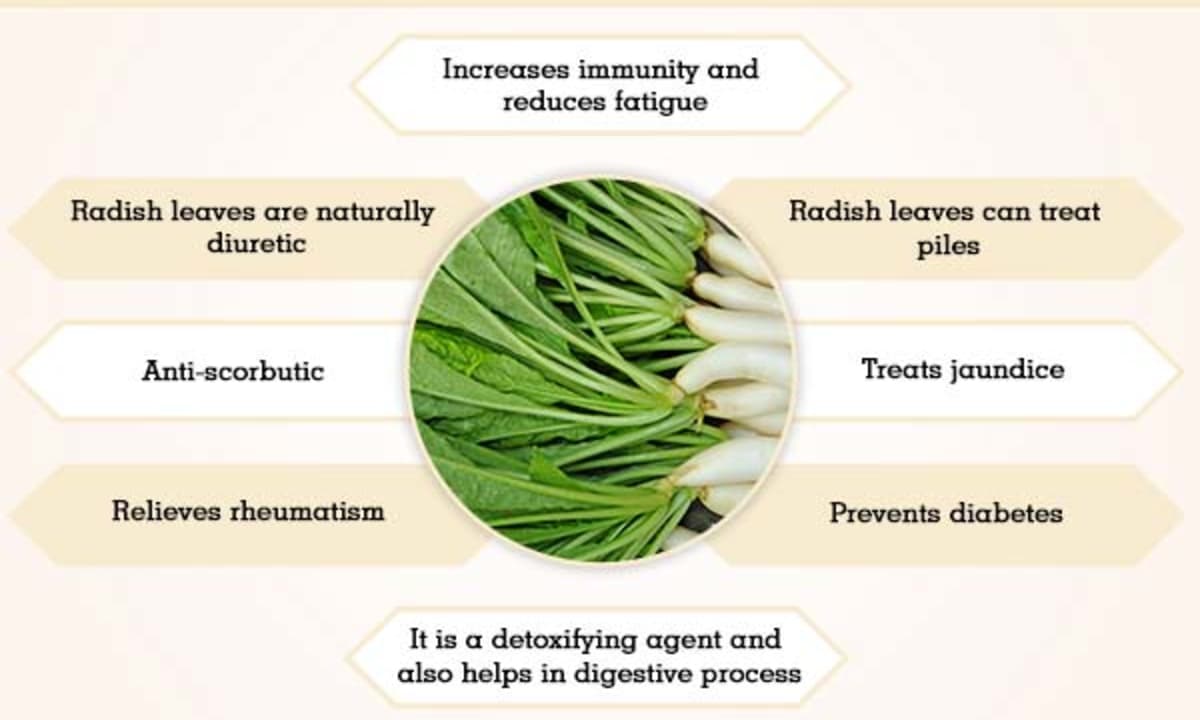 Increases immunity and
reduces fatigue
Radish leaves are naturally
diuretic
Radish leaves can treat
piles
Anti-scorbutic
Treats jaundice
Relieves rheumatism
Prevents diabetes
It is a detoxifying agent and
also helps in digestive process